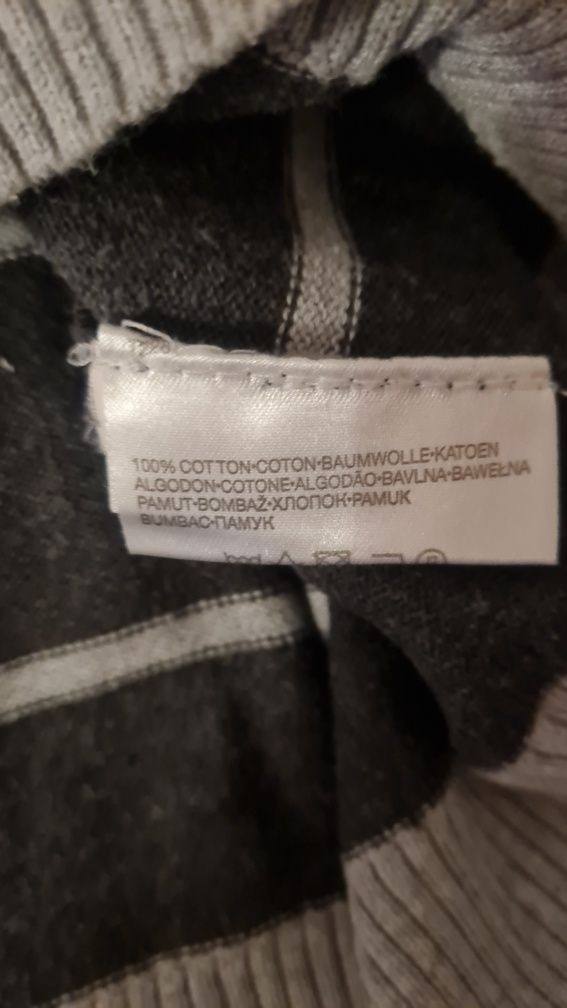 100% COTTON•COTON•BAUMWOLLE•KATOEN
ALGODON•COTONE•ALGODÃO•BAVLNA•BAWEŁNA
PAMUT•BOMBAŽ•ХЛОПОК•PAMUK
BUMBAC•ПАМУК